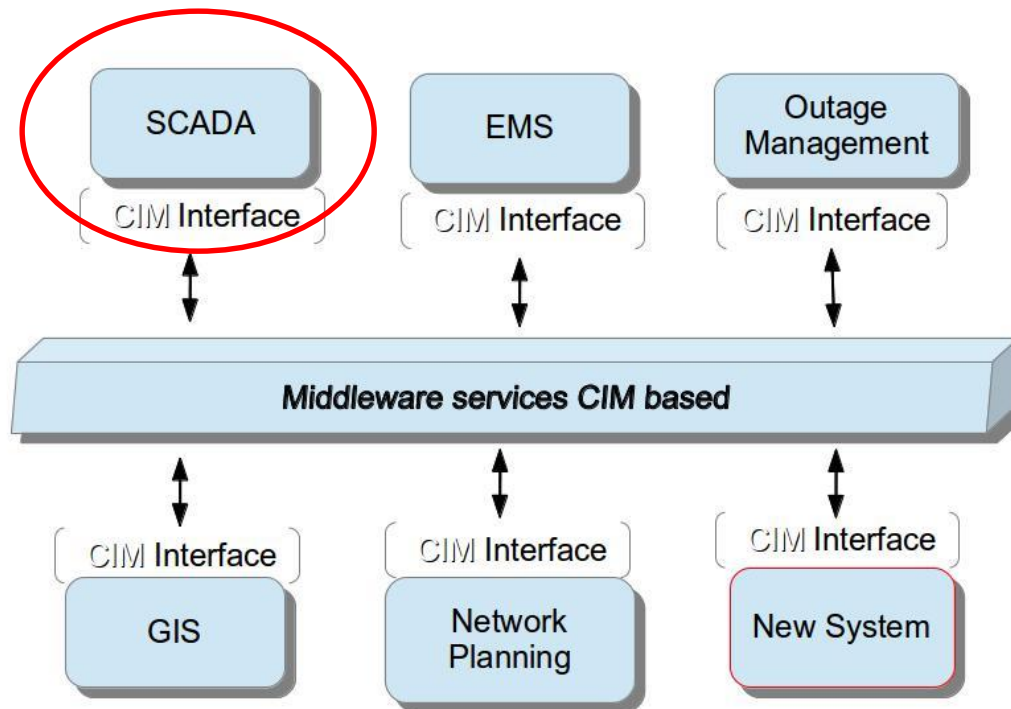 SCADA
EMS
Outage
Management
CIM Interface
CIM Interface
CIM Interface
Middleware services CIM based
CIM Interface
CIM Interface
CIM Interface
GIS
Network
Planning
New System